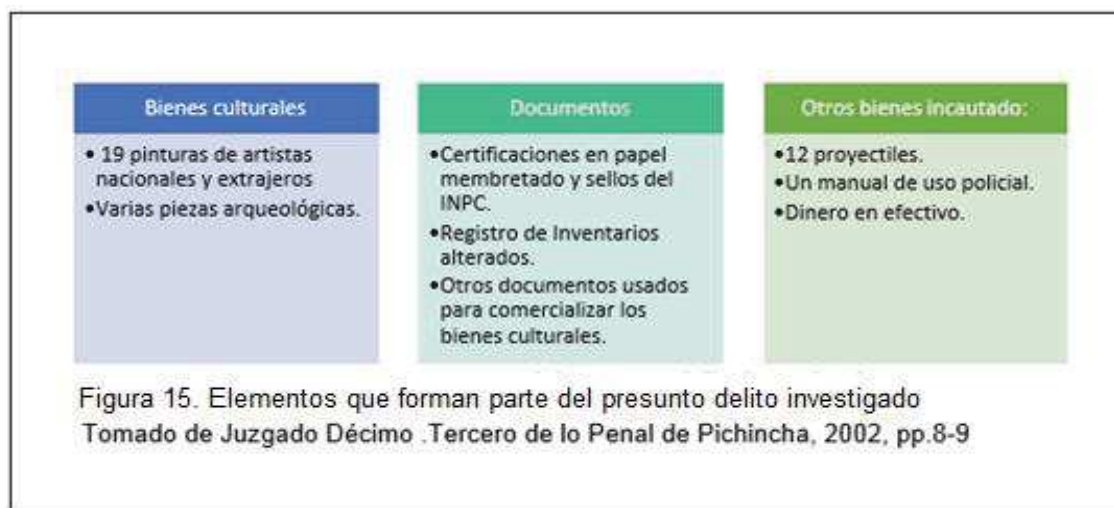 Bienes culturales
• 19 pinturas de artistas
nacionales y extrajeros
•Varias piezas arqueológicas.
Documentos
•Certificaciones en papel
membretado y sellos del
INPC.
•Registro de Inventarios
alterados.
•Otros documentos usados
para comercializar los
bienes culturales.
Otros bienes incautado:
•12 proyectiles.
•Un manual de uso policial.
•Dinero en efectivo.
Figura 15. Elementos que forman parte del presunto delito investigado
Tomado de Juzgado Décimo .Tercero de lo Penal de Pichincha, 2002, pp.8-9